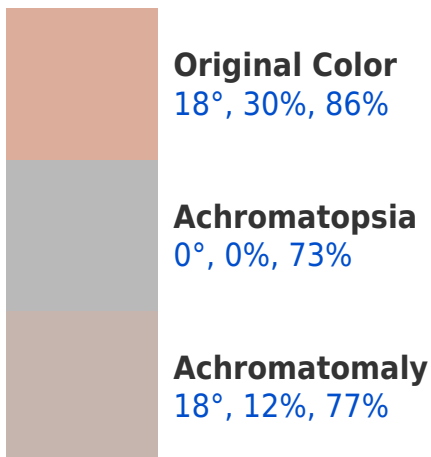 Original Color
18°, 30%, 86%
Achromatopsia
0°, 0%, 73%
Achromatomaly
18°, 12%, 77%